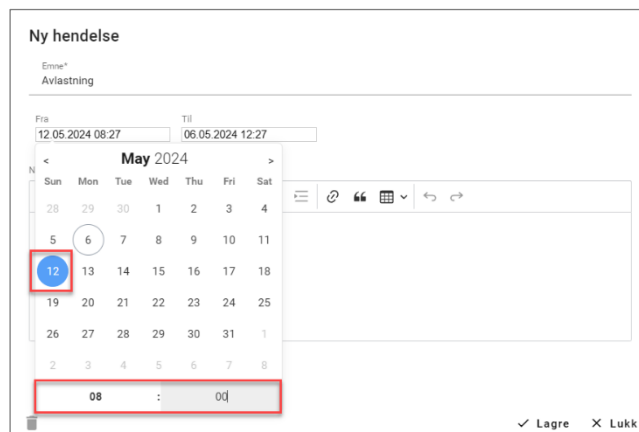 Ny hendelse
Emne*
Avlastning
Fra Til
12.05.2024 08:27 06.05.2024 12:27
N
< May 2024 >
Sun Mon Tue Wed Thu Fri Sat
28 29 30 1 2 3 4
5 6 7 8 9 10 11
12 13 14 15 16 17 18
19 20 21 22 23 24 25
26 27 28 29 30 31 1
2 3 4 5 6 7 8
08 : 00
Lagre Lukk